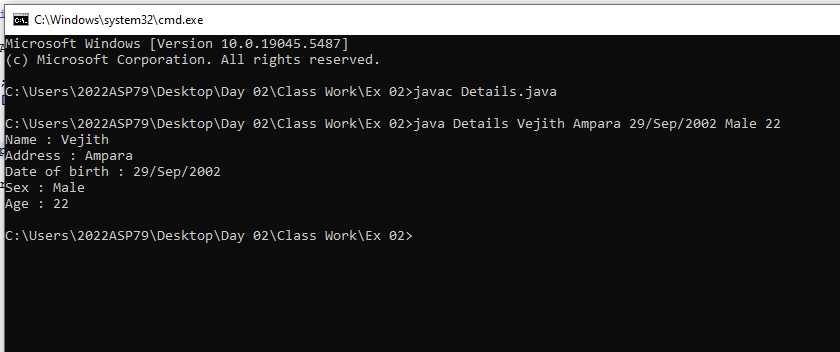 C:\Windows\system32\cmd.exe
Microsoft Windows [Version 10.0.19045.5487]
(c) Microsoft Corporation. All rights reserved.
C:\Users\2022ASP79\Desktop\Day 02\Class Work\Ex 02>javac Details.java
C:\Users\2022ASP79\Desktop\Day 02\Class Work\Ex 02>java Details Vejith Ampara 29/Sep/2002 Male 22
Name : Vejith
Address : Ampara
Date of birth : 29/Sep/2002
Sex : Male
Age : 22
C:\Users\2022ASP79\Desktop\Day 02\Class Work\Ex 02>